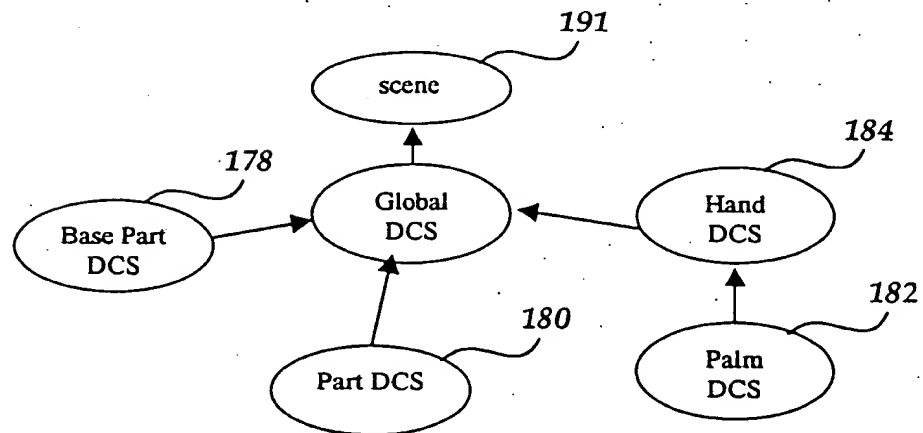 191
scene
184
178
Global
DCS
Hand
DCS
Base Part
DCS
182
180
Part DCS
Palm
DCS